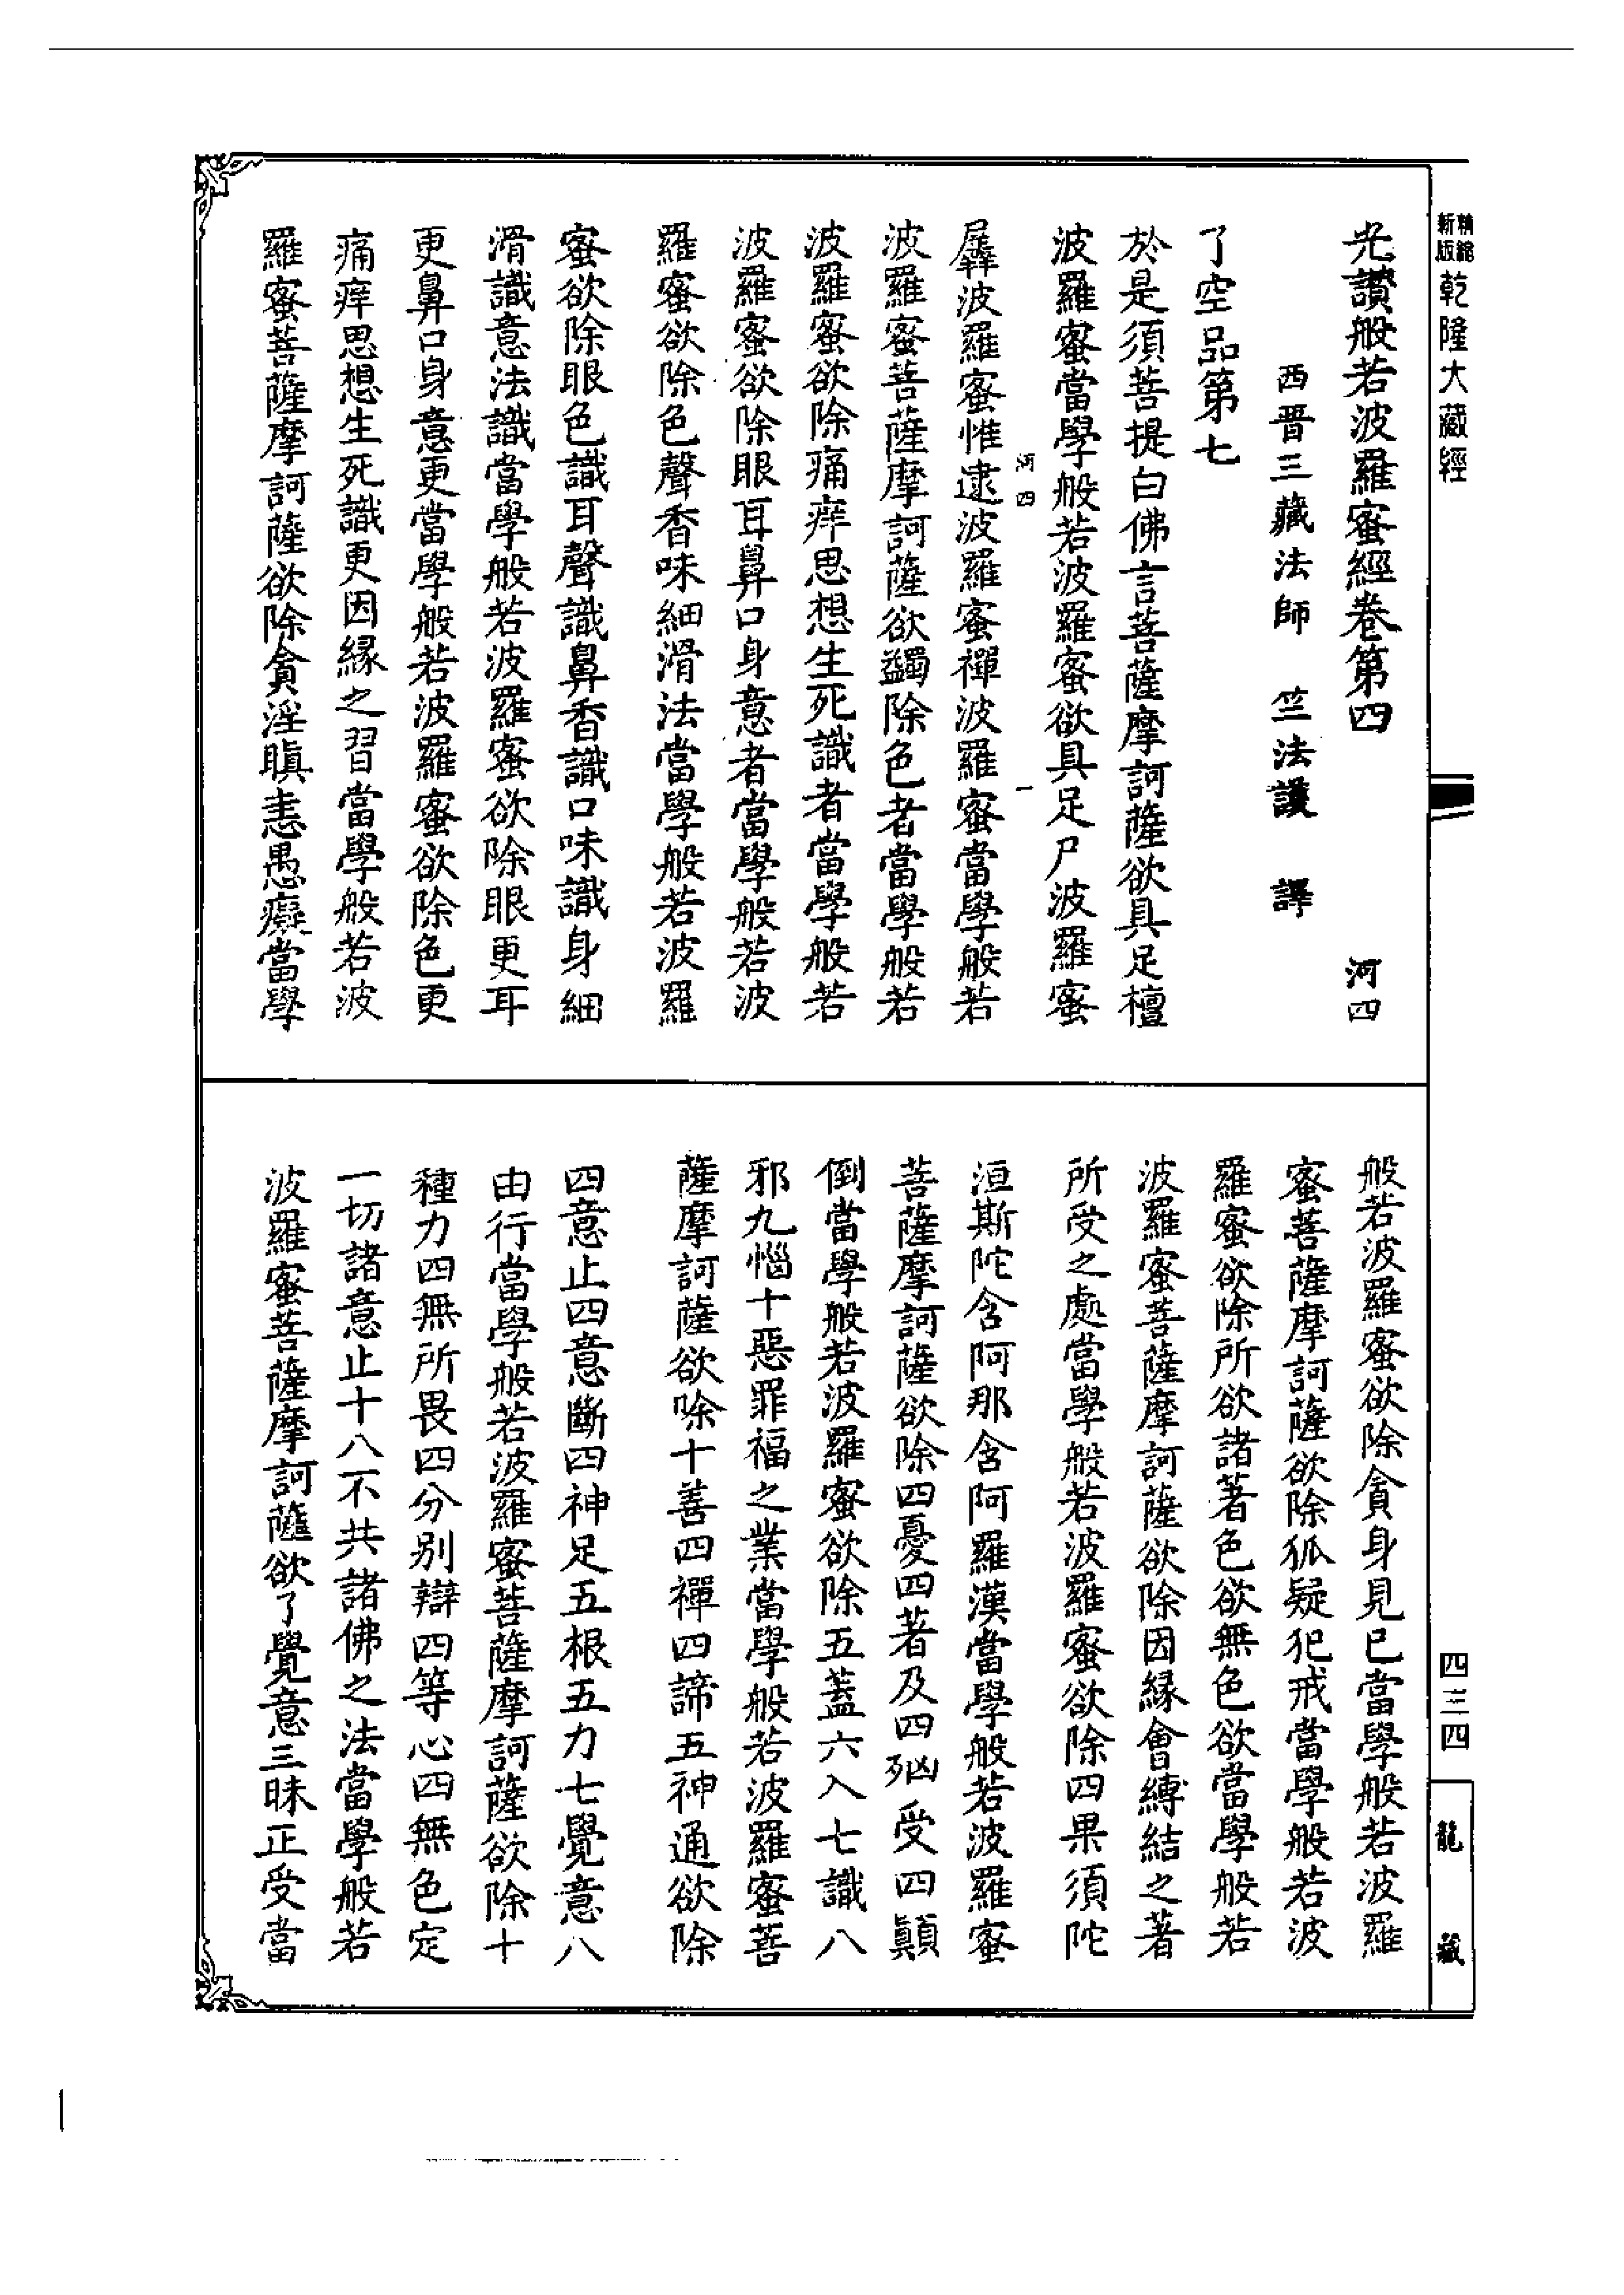 精縮新版乾隆大藏經
光讚般若波羅蜜經卷第四 河四
西晉三藏法師竺法護譯
了空品第七
於是須菩提白佛言菩薩摩訶薩欲具足檀
波羅蜜當學般若波羅蜜欲具足尸波羅蜜
河四 一
羼波羅蜜惟逮波羅蜜禪波羅蜜當學般若
波羅蜜菩薩摩訶薩欲蠲除色者當學般若
波羅蜜欲除痛痒思想生死識者當學般若
波羅蜜欲除眼耳鼻口身意者當學般若波
羅蜜欲除色聲香味細滑法當學般若波羅
蜜欲除眼色識耳聲識鼻香識口味識身細
滑識意法識當學般若波羅蜜欲除眼更耳
更鼻口身意更當學般若波羅蜜欲除色更
痛痒思想生死識更因緣之習當學般若波
羅蜜菩薩摩訶薩欲除貪淫瞋恚愚癡當學
般若波羅蜜欲除貪身見已當學般若波羅
蜜菩薩摩訶薩欲除狐疑犯戒當學般若波
羅蜜欲除所欲諸著色欲無色欲當學般若
波羅蜜菩薩摩訶薩欲除因緣會縛結之著
所受之處當學般若波羅蜜欲除四果須陀
洹斯陀含阿那含阿羅漢當學般若波羅蜜
菩薩摩訶薩欲除四憂四著及四㐫受四顛
倒當學般若波羅蜜欲除五蓋六入七識八
邪九惱十惡罪福之業當學般若波羅蜜菩
薩摩訶薩欲除十善四禪四諦五神通欲除
四意止四意斷四神足五根五力七覺意八
由行當學般若波羅蜜菩薩摩訶薩欲除十
種力四無所畏四分別辯四等心四無色定
一切諸意止十八不共諸佛之法當學般若
波羅蜜菩薩摩訶薩欲了覺意三昧正受當
四三四
龍藏